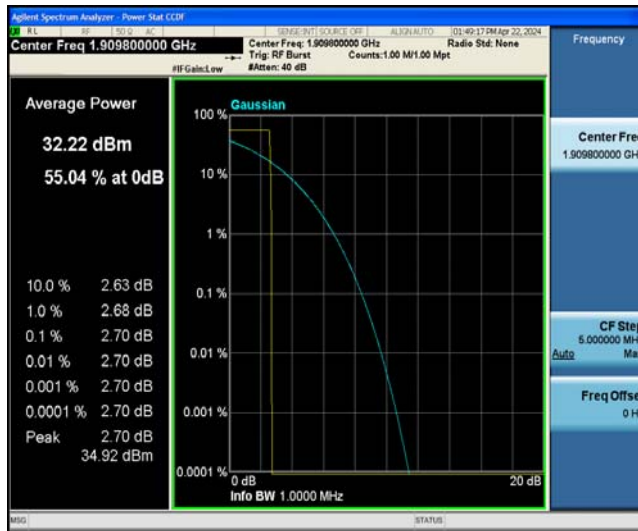 Agilent Spectrum Analyzer - Power Stat CCDF
RL RF 50 Ω AC SENSE:INT SOURCE OFF ALIGN AUTO 01:49:17 PM Apr 22, 2024
Center Freq 1.909800000 GHz
Center Freq: 1.909800000 GHz Radio Std: None
Trig: RF Burst Counts:1.00 M/1.00 Mpt
#IFGain:Low #Atten: 40 dB
Frequency
Average Power
32.22 dBm
55.04 % at 0dB
10.0 % 2.63 dB
1.0 % 2.68 dB
0.1 % 2.70 dB
0.01 % 2.70 dB
0.001 % 2.70 dB
0.0001 % 2.70 dB
Peak 2.70 dB
34.92 dBm
Gaussian
100 %
10 %
1 %
0.1 %
0.01 %
0.001 %
0.0001 %
0 dB 20 dB
Info BW 1.0000 MHz
Center Fre
1.909800000 GH
CF Ste
5.000000 MH
Auto Ma
Freq Offse
0 H
MSG STATUS